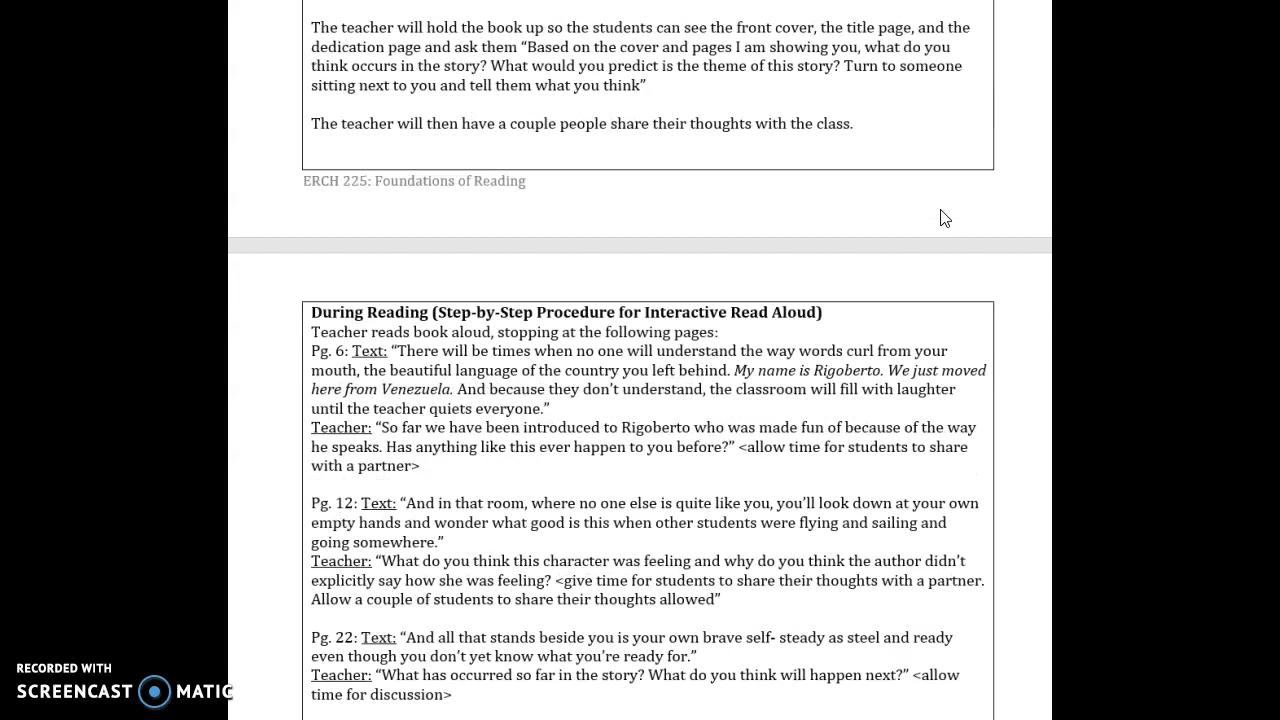 The teacher will hold the book up so the students can see the front cover, the title page, and the
dedication page and ask them “Based on the cover and pages I am showing you, what do you
think occurs in the story? What would you predict is the theme of this story? Turn to someone
sitting next to you and tell them what you think”
The teacher will then have a couple people share their thoughts with the class.
ERCH 225: Foundations of Reading
During Reading (Step-by-Step Procedure for Interactive Read Aloud)
Teacher reads book aloud, stopping at the following pages:
Pg. 6: Text: “There will be times when no one will understand the way words curl from your
mouth, the beautiful language of the country you left behind. My name is Rigoberto. We just moved
here from Venezuela. And because they don’t understand, the classroom will fill with laughter
until the teacher quiets everyone.”
Teacher: “So far we have been introduced to Rigoberto who was made fun of because of the way
he speaks. Has anything like this ever happen to you before?” <allow time for students to share
with a partner>
Pg. 12: Text: “And in that room, where no one else is quite like you, you’ll look down at your own
empty hands and wonder what good is this when other students were flying and sailing and
going somewhere.”
Teacher: “What do you think this character was feeling and why do you think the author didn’t
explicitly say how she was feeling? <give time for students to share their thoughts with a partner.
Allow a couple of students to share their thoughts allowed”
Pg. 22: Text: “And all that stands beside you is your own brave self- steady as steel and ready
even though you don’t yet know what you’re ready for.”
Teacher: “What has occurred so far in the story? What do you think will happen next?” <allow
time for discussion>
RECORDED WITH
SCREENCAST MATIC